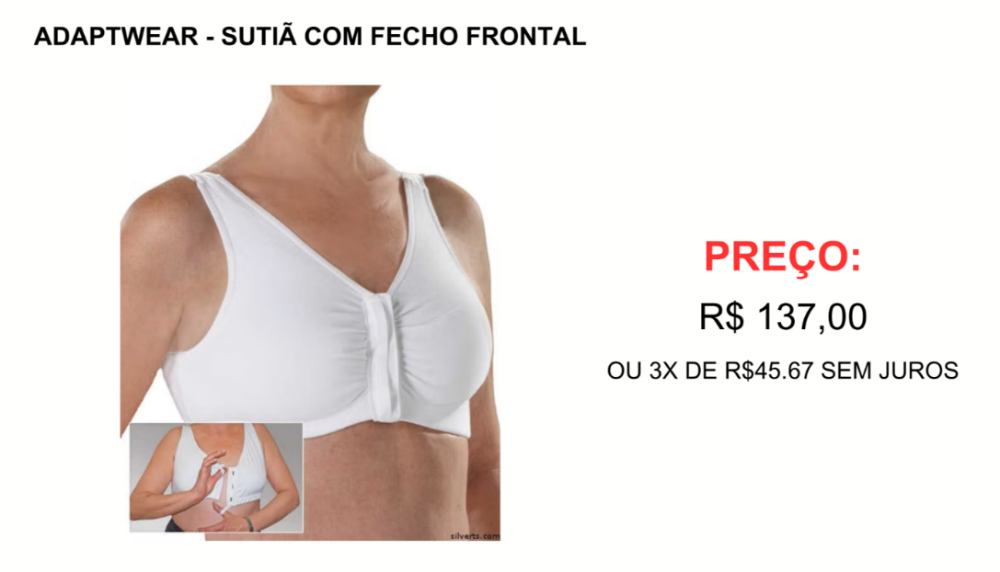 ADAPTWEAR - SUTIÃ COM FECHO FRONTAL
PREÇO:
R$ 137,00
OU 3X DE R$45.67 SEM JUROS
silverts.com